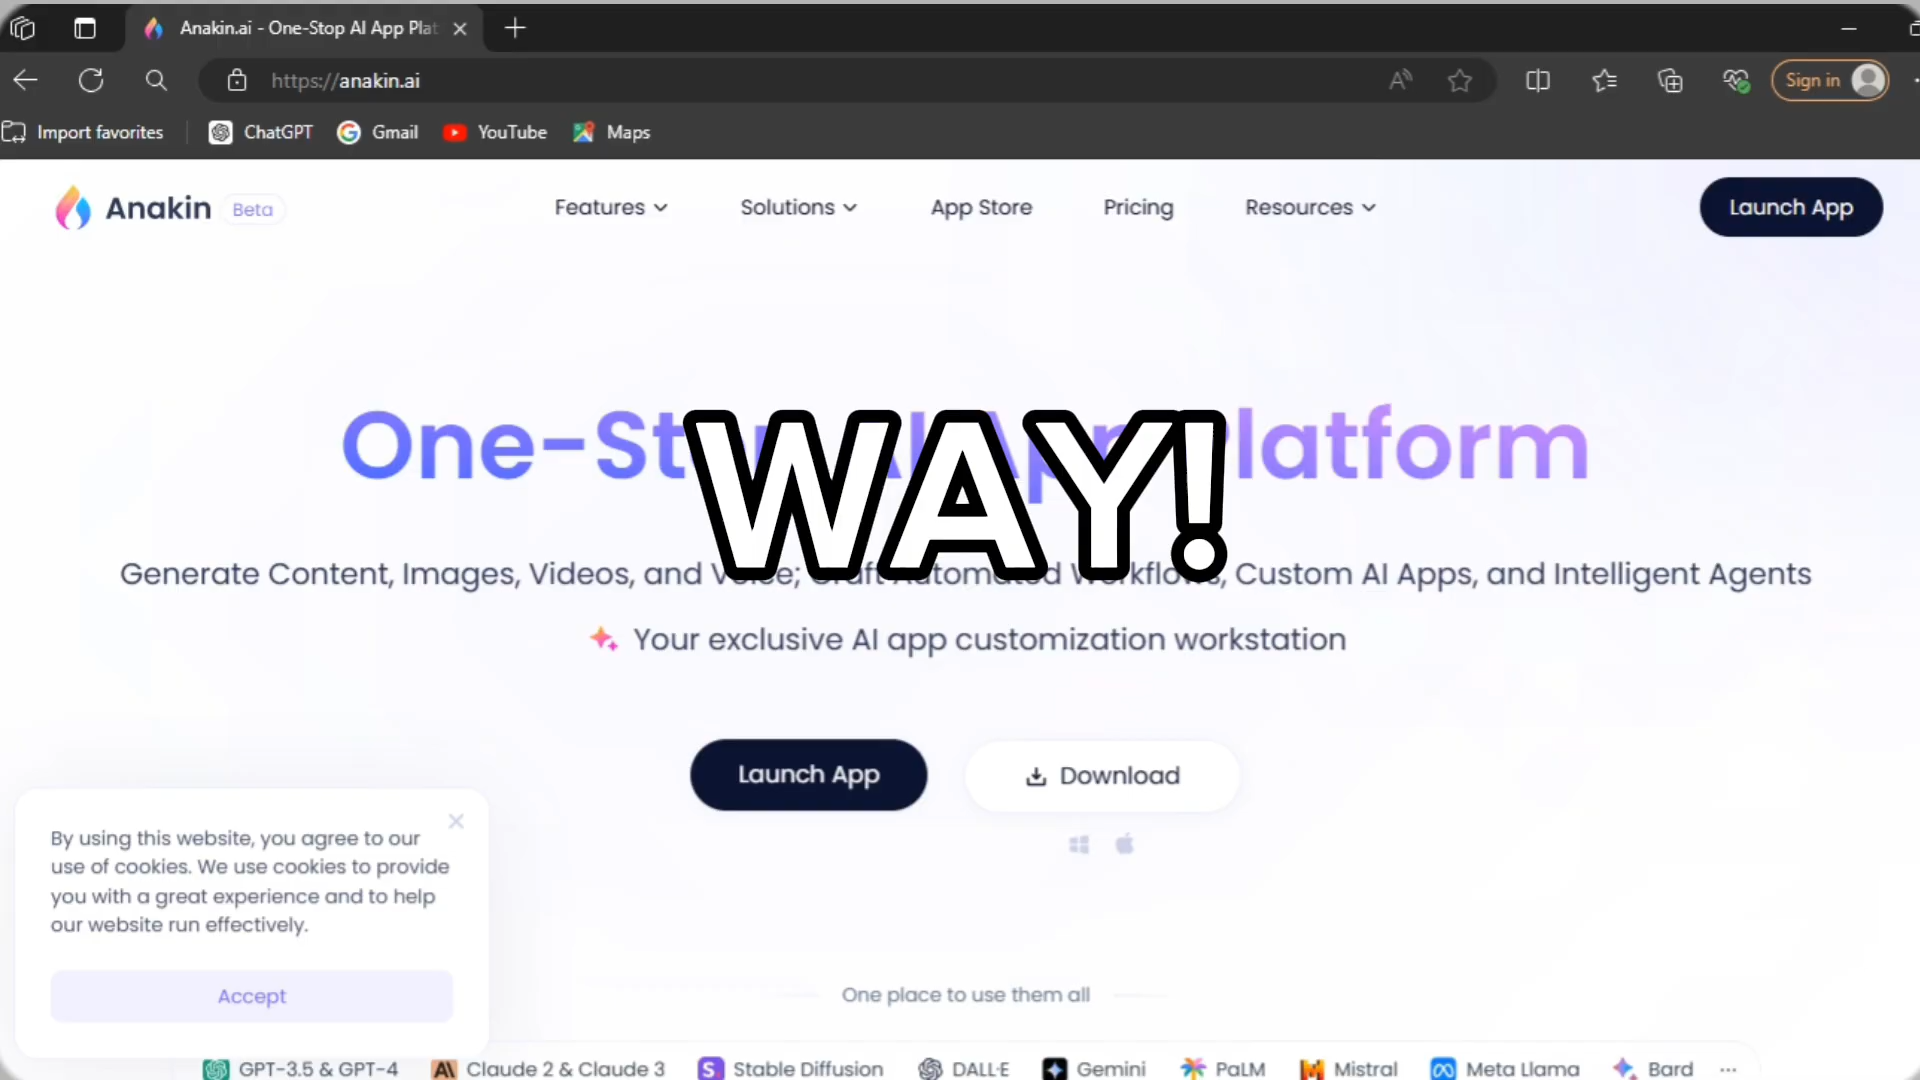 Anakin.ai - One-Stop AI App Plat
https://anakin.ai
Sign in
Import favorites
ChatGPT
Gmail
YouTube
Maps
Anakin
Beta
Features
Solutions
App Store
Pricing
Resources
Launch App
One-St Platform
WAY!
Generate Content, Images, Videos, and Voice; Craft Automated Workflows, Custom AI Apps, and Intelligent Agents
Your exclusive AI app customization workstation
Launch App
Download
By using this website, you agree to our
use of cookies. We use cookies to provide
you with a great experience and to help
our website run effectively.
Accept
One place to use them all
GPT-3.5 & GPT-4
Claude 2 & Claude 3
Stable Diffusion
DALL·E
Gemini
PaLM
Mistral
Meta Llama
Bard
...